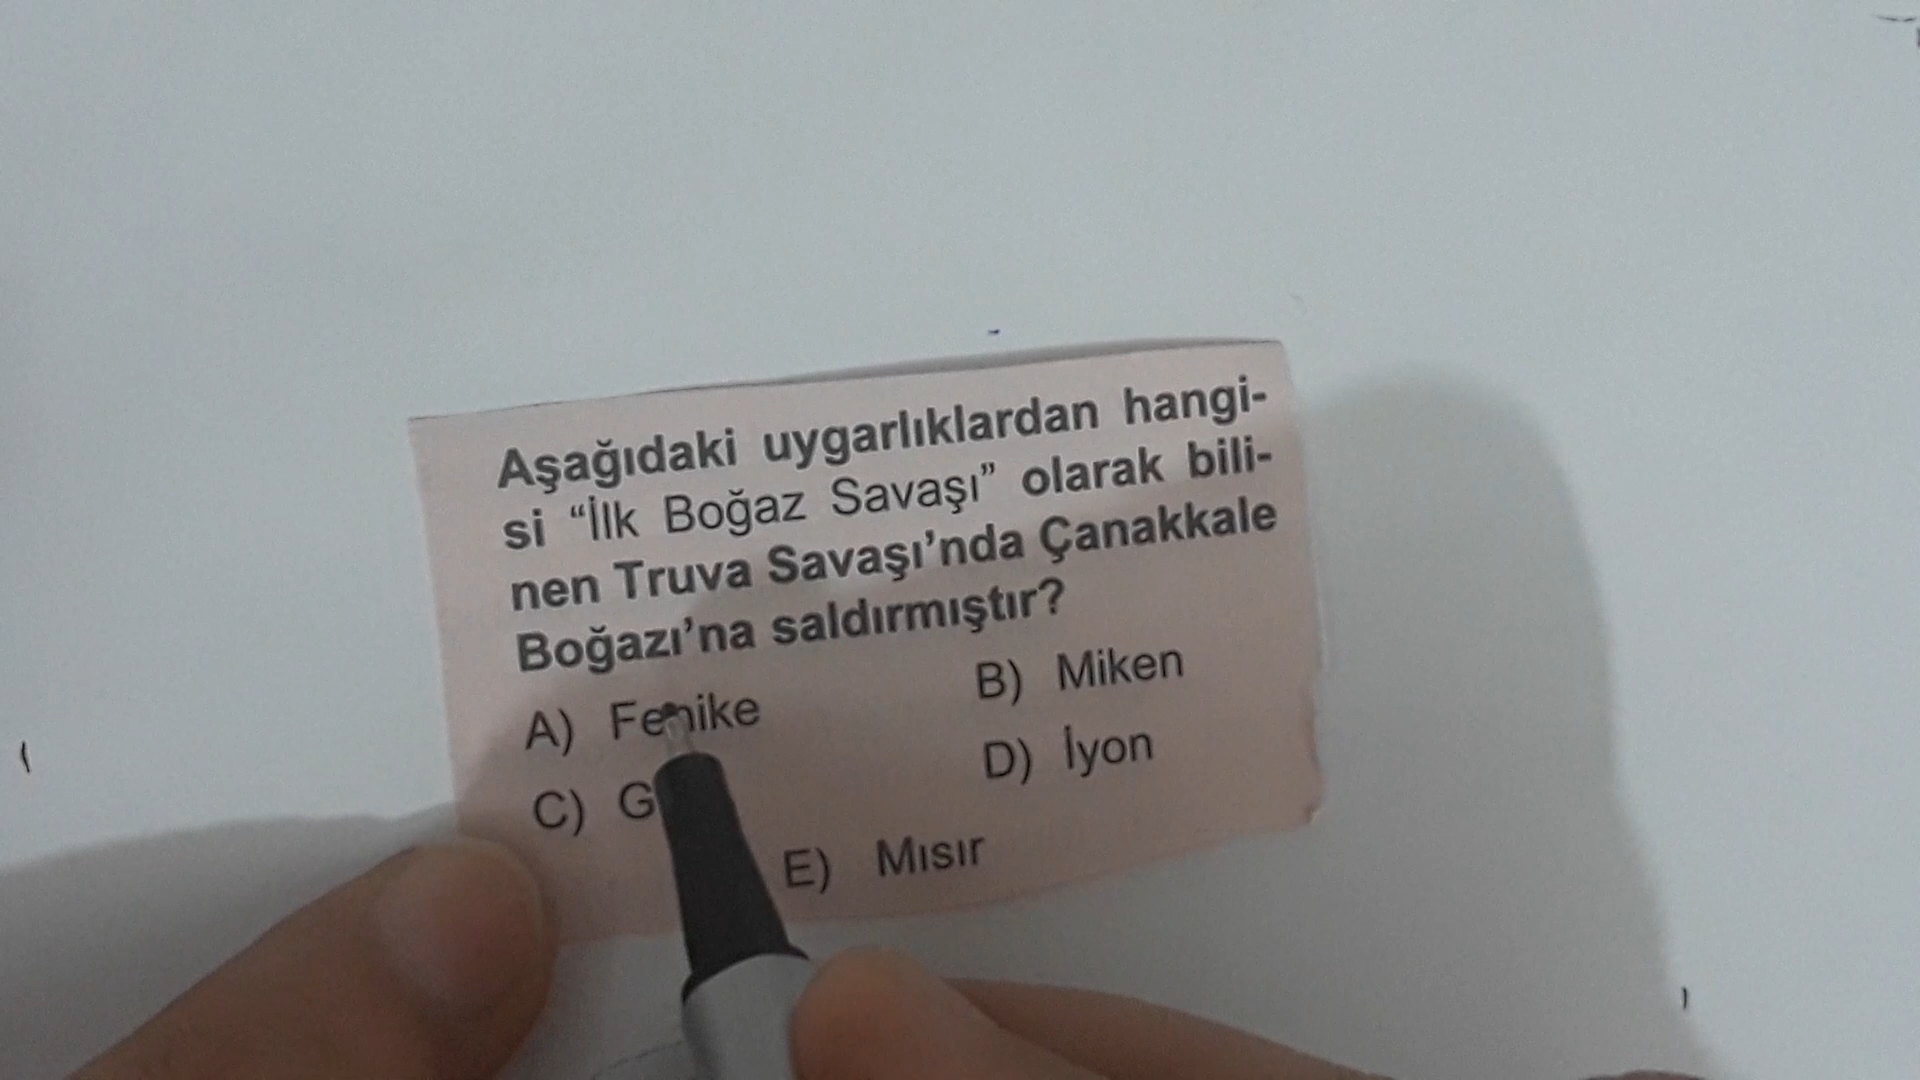 Aşağıdaki uygarlıklardan hangi-
si “İlk Boğaz Savaşı” olarak bili-
nen Truva Savaşı’nda Çanakkale
Boğazı’na saldırmıştır?
A) Fenike B) Miken
C) D) İyon
E) Mısır